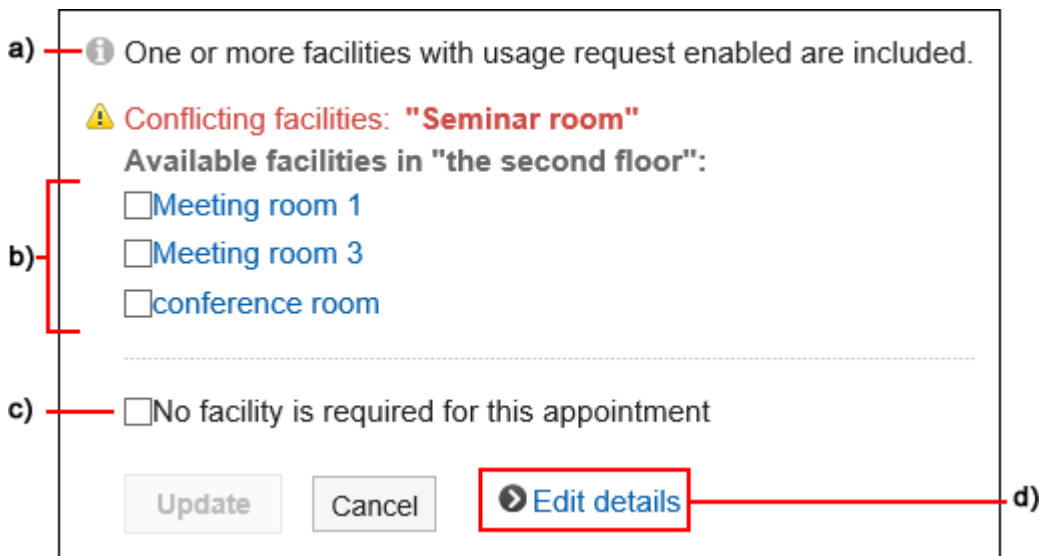 a) One or more facilities with usage request enabled are included.
Conflicting facilities: "Seminar room"
Available facilities in "the second floor":
Meeting room 1
b) Meeting room 3
conference room
c) No facility is required for this appointment
Update Cancel Edit details d)